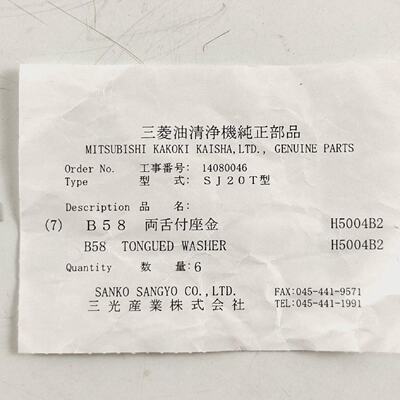 三菱油清浄機純正部品
MITSUBISHI KAKOKI KAISHA,LTD., GENUINE PARTS
Order No. 工事番号: 14080046
Type 型 式: ＳＪ２０Ｔ型
Description 品 名:
(7) Ｂ５８ 両舌付座金 H5004B2
B58 TONGUED WASHER H5004B2
Quantity 数 量:6
SANKO SANGYO CO.,LTD. FAX:045-441-9571
三光産業株式会社 TEL:045-441-1991